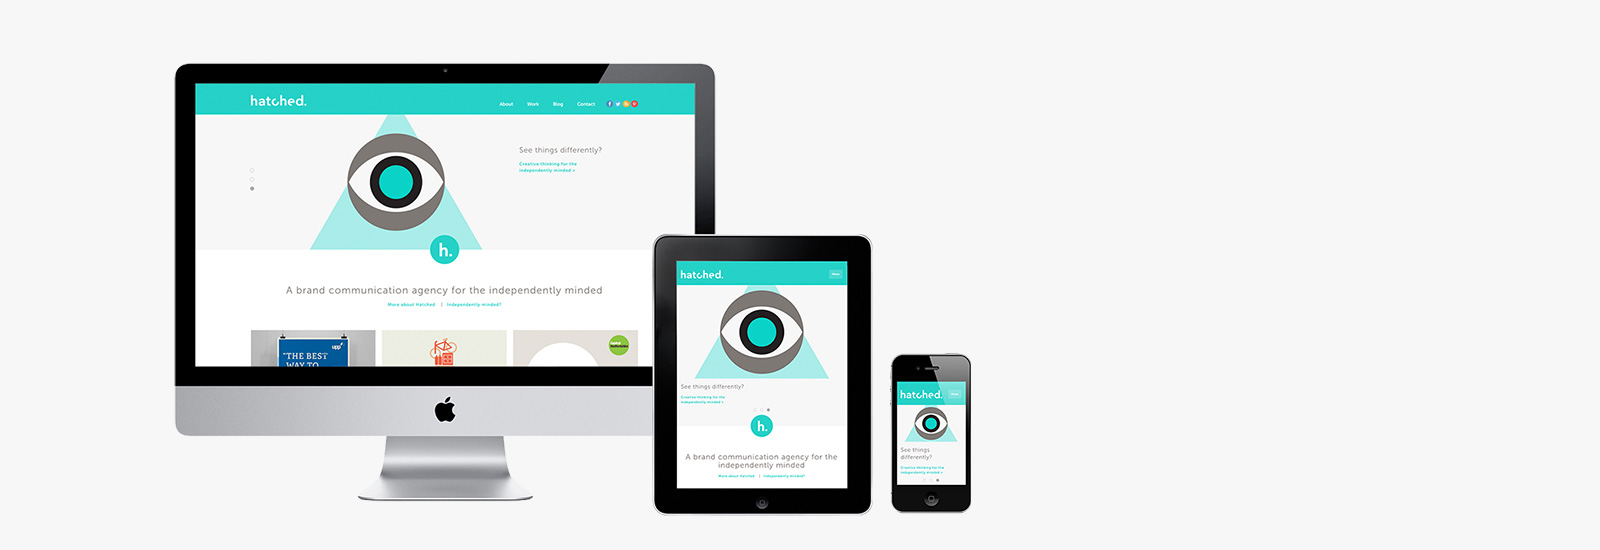 hatched.
About Work Blog Contact
See things differently?
Creative thinking for the
independently minded >
h.
A brand communication agency for the independently minded
More about Hatched | Independently minded?
upp
"THE BEST
WAY TO
hatched.
Menu
See things differently?
Creative thinking for the
independently minded >
h.
A brand communication agency for the
independently minded
More about Hatched | Independently minded?
hatched.
Menu
See things
differently?
Creative thinking for the
independently minded >